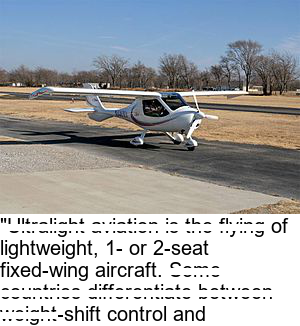 "Ultralight aviation is the flying of
lightweight, 1- or 2-seat
fixed-wing aircraft. Some
countries differentiate between
weight-shift control and